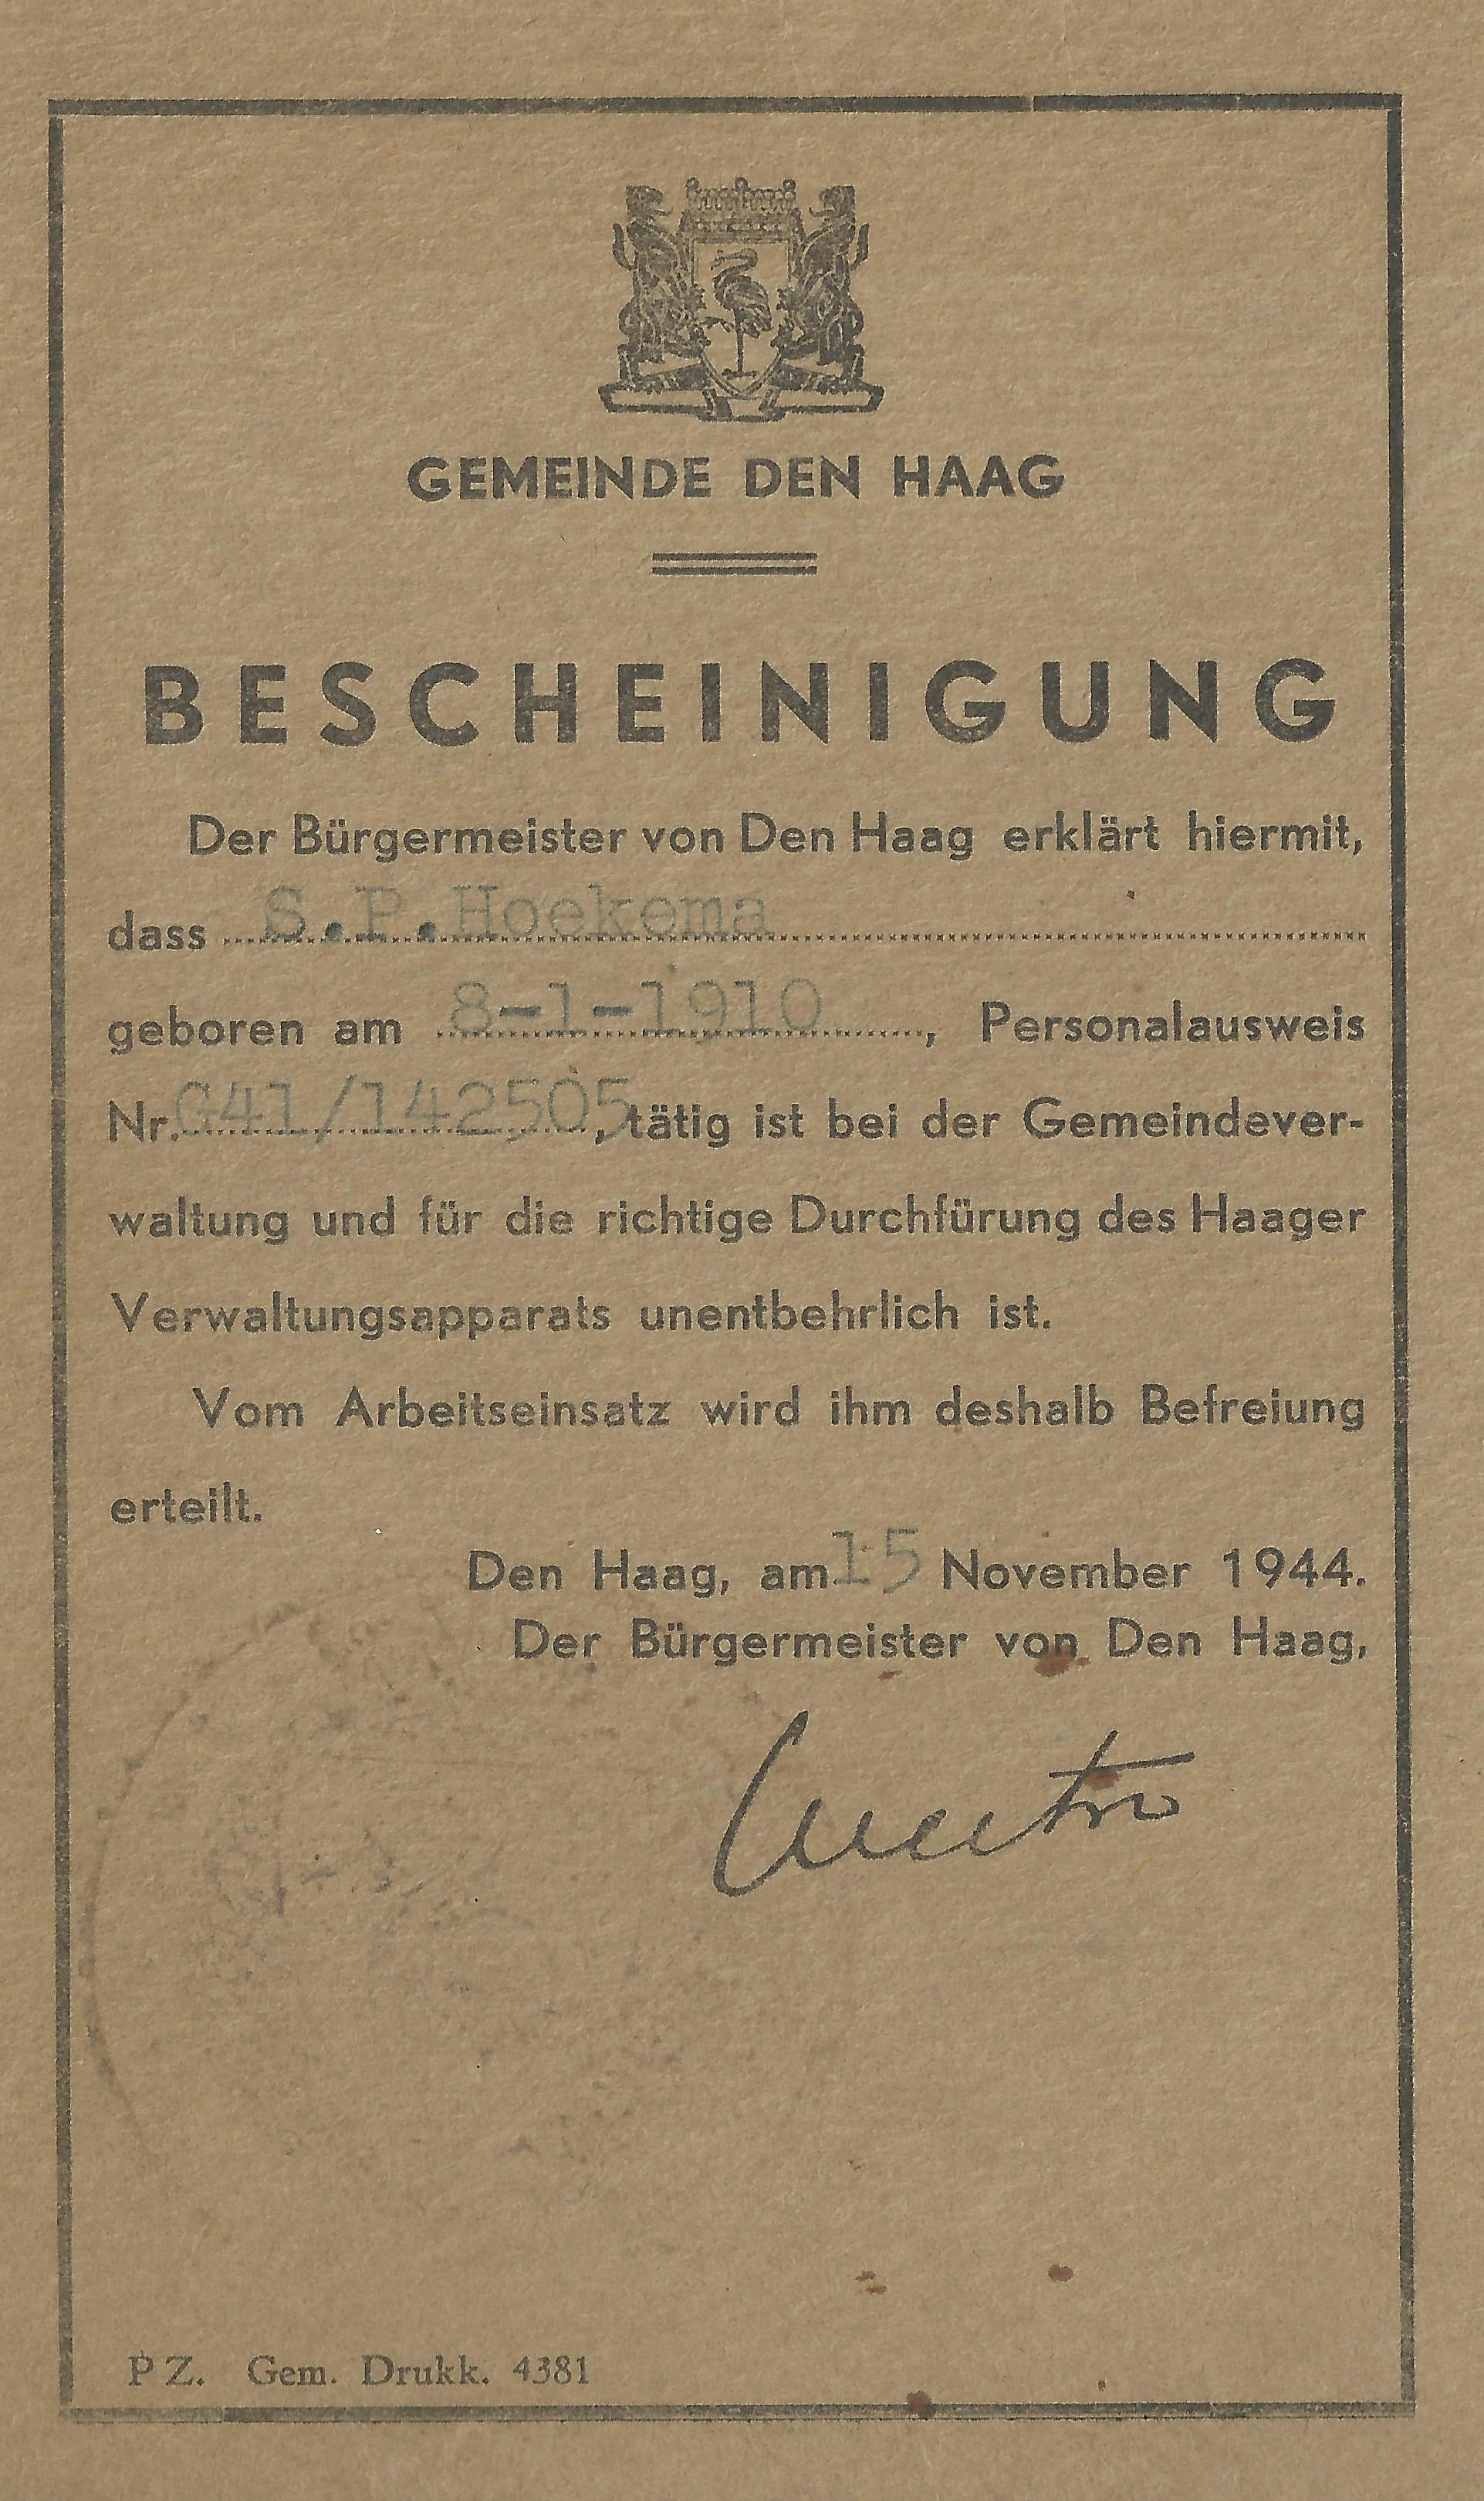 GEMEINDE DEN HAAG
BESCHEINIGUNG
Der Bürgermeister von Den Haag erklärt hiermit,
dass S.P.Hoekema
geboren am 8-1-1910, Personalausweis
Nr. G41/142505, tätig ist bei der Gemeindever-
waltung und für die richtige Durchfürung des Haager
Verwaltungsapparats unentbehrlich ist.
Vom Arbeitseinsatz wird ihm deshalb Befreiung
erteilt.
Den Haag, am 15 November 1944.
Der Bürgermeister von Den Haag,
P Z. Gem. Drukk. 4381